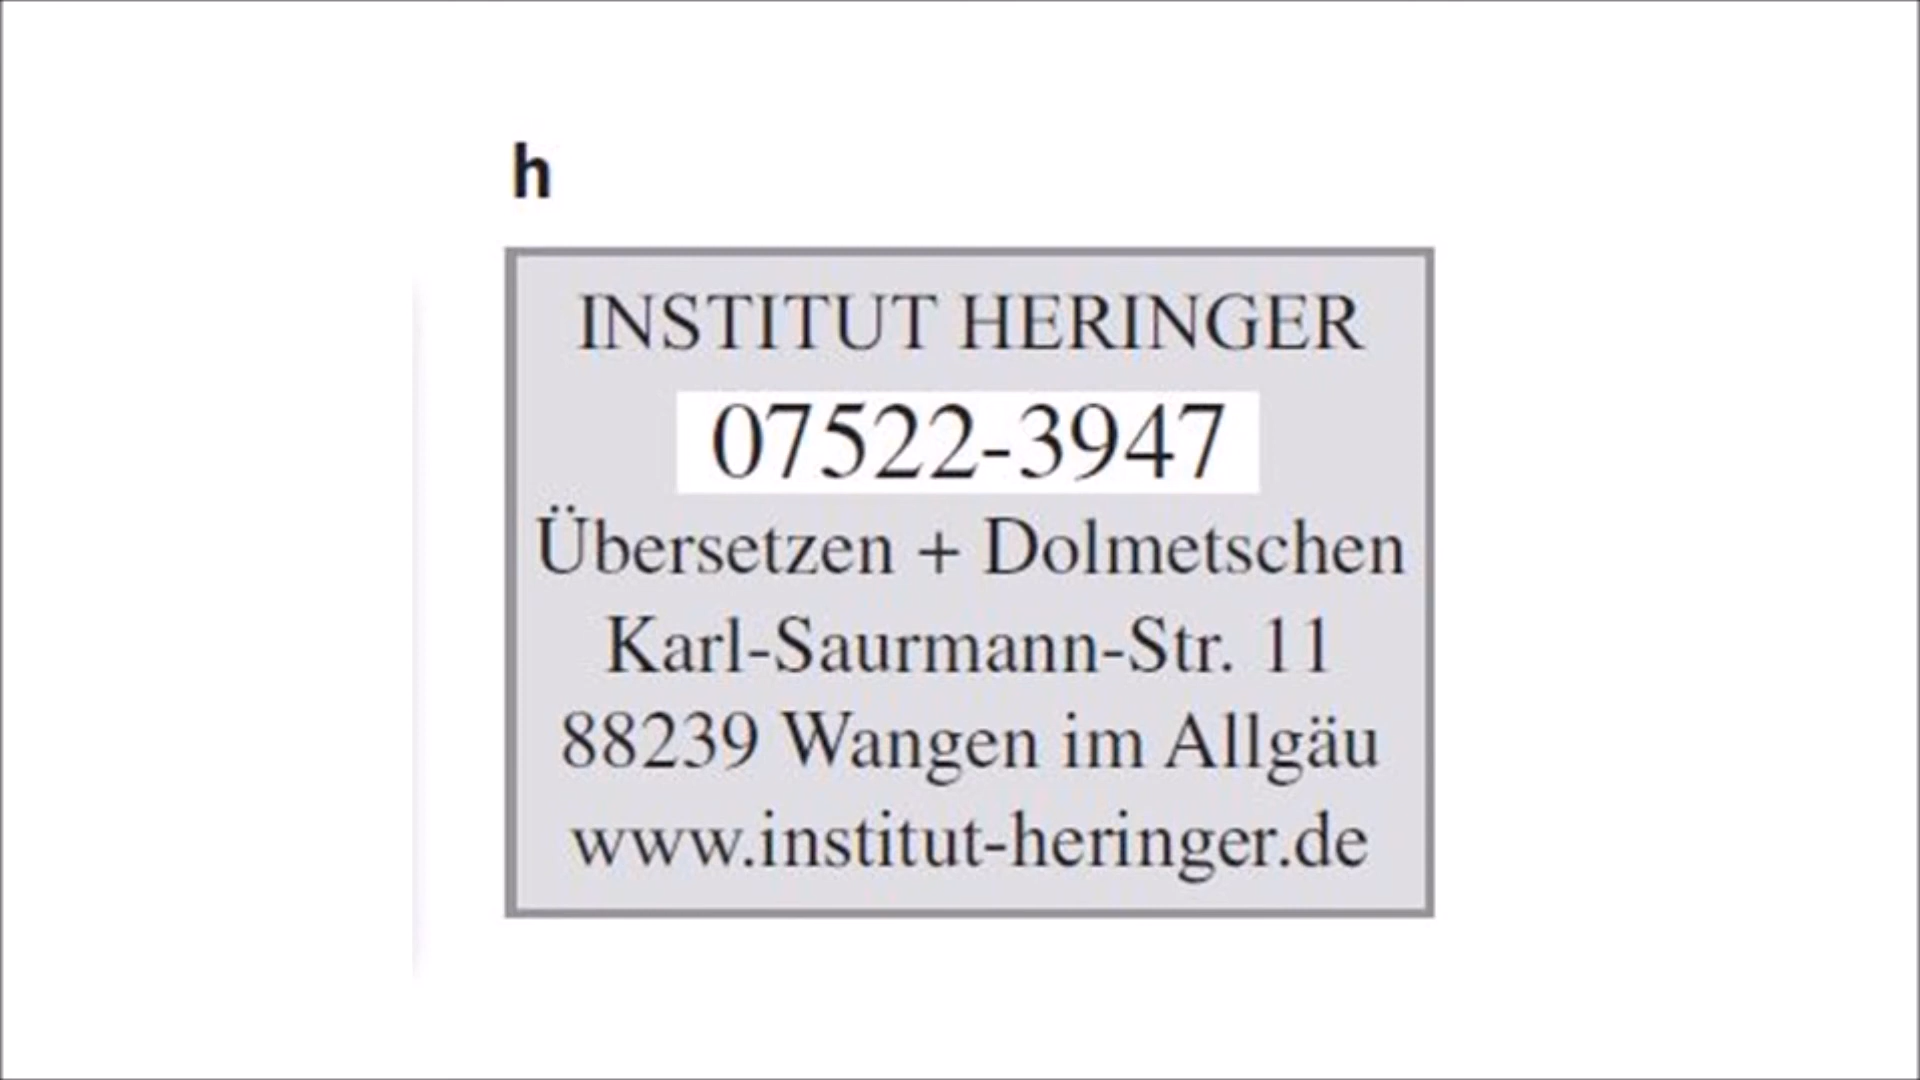 h
INSTITUT HERINGER
07522-3947
Übersetzen + Dolmetschen
Karl-Saurmann-Str. 11
88239 Wangen im Allgäu
www.institut-heringer.de